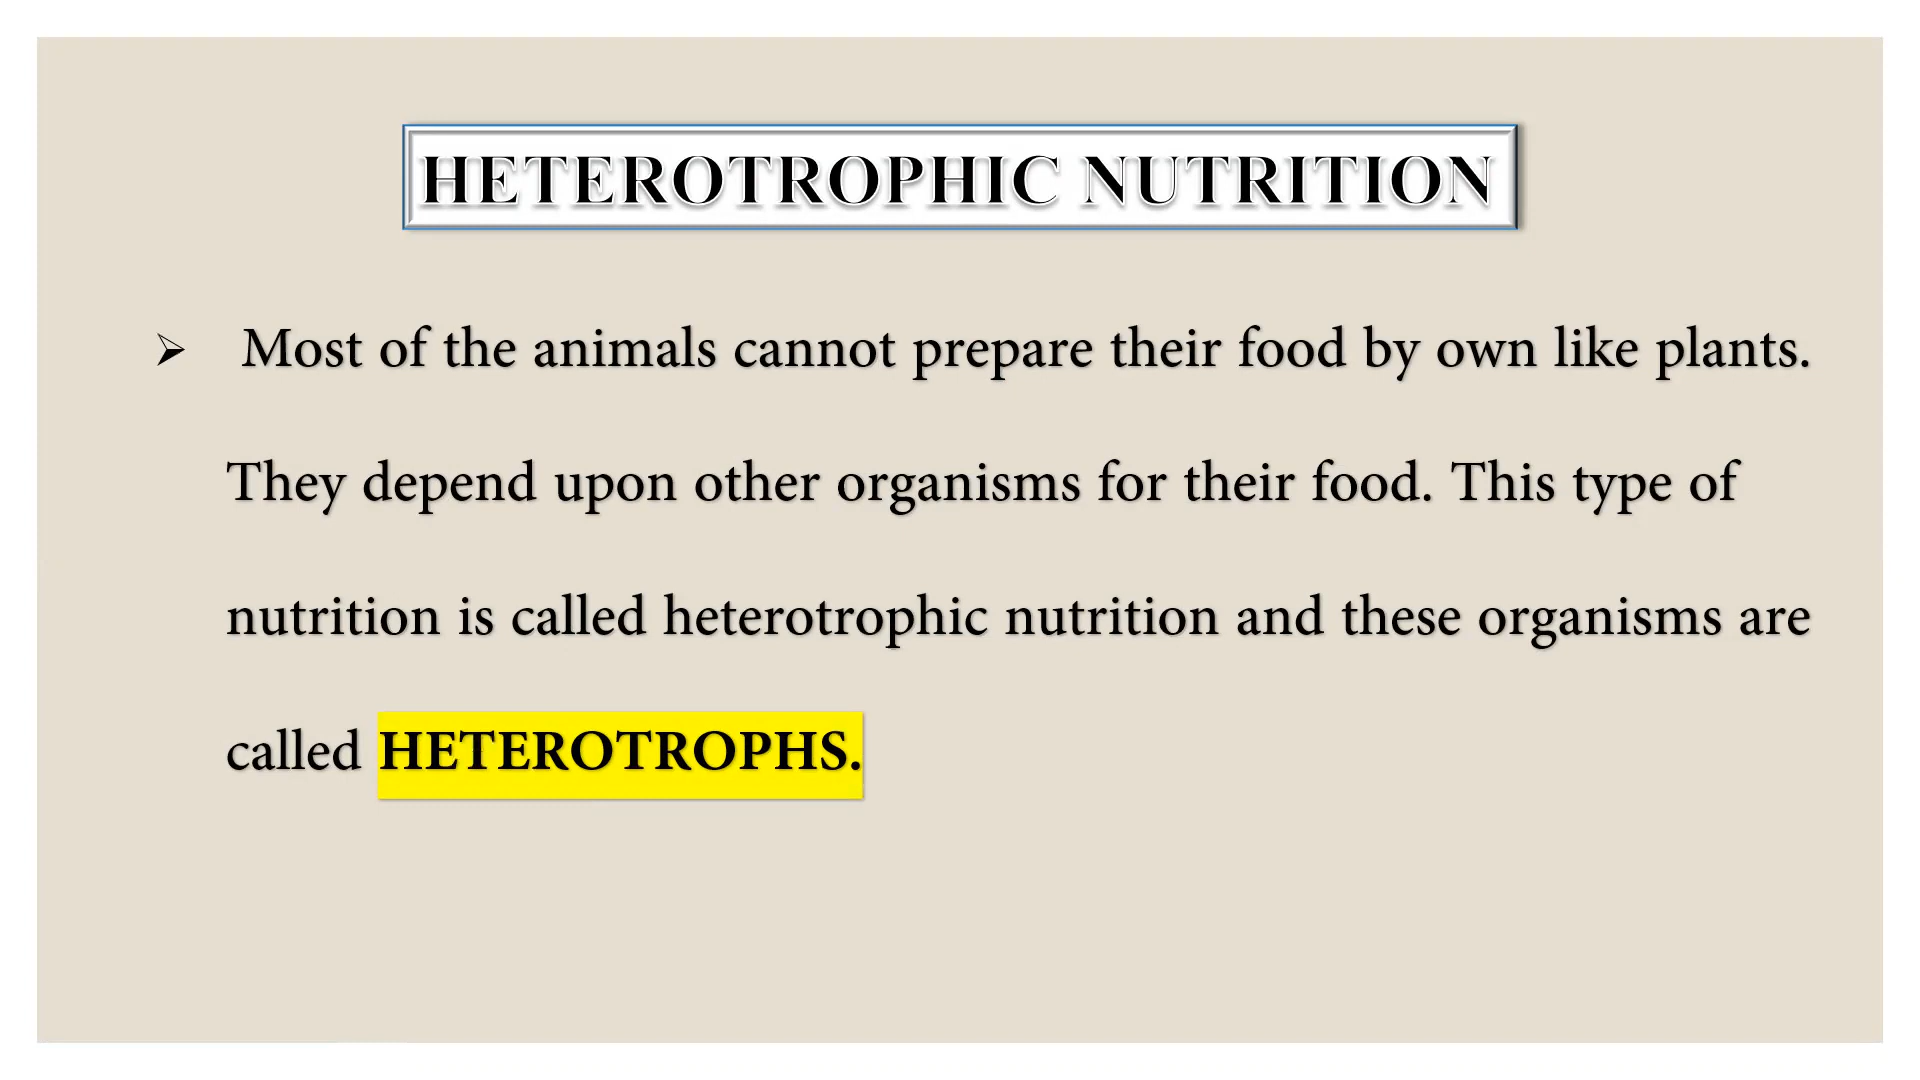 HETEROTROPHIC NUTRITION
➢ Most of the animals cannot prepare their food by own like plants.
They depend upon other organisms for their food. This type of
nutrition is called heterotrophic nutrition and these organisms are
called HETEROTROPHS.